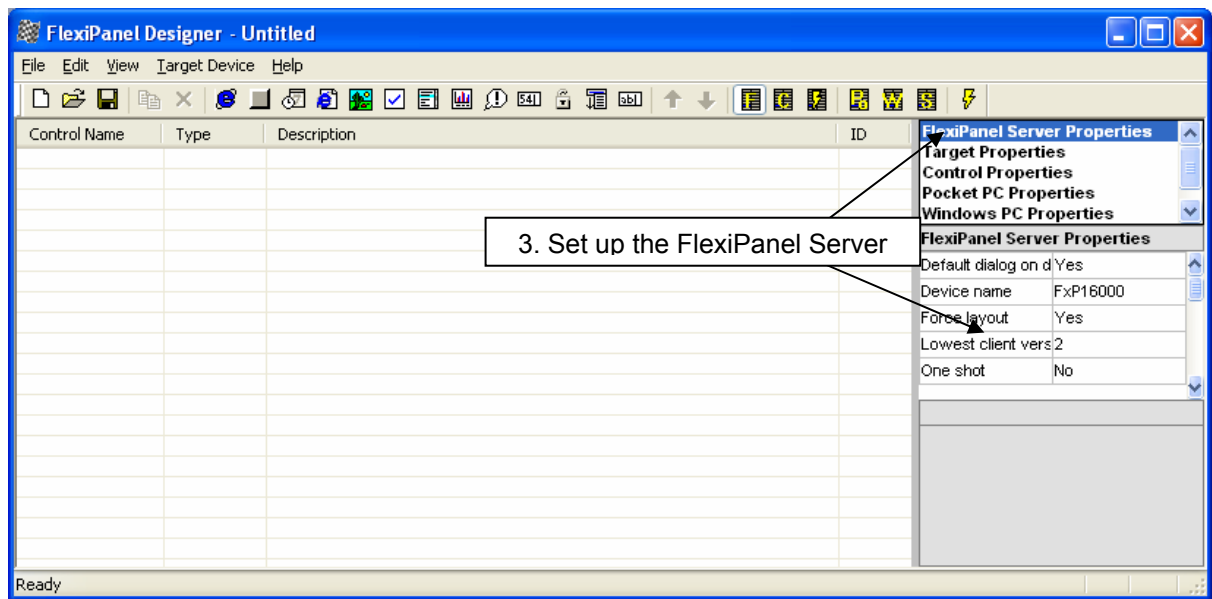 FlexiPanel Designer - Untitled
File Edit View Target Device Help
Control Name Type Description ID
FlexiPanel Server Properties
Target Properties
Control Properties
Pocket PC Properties
Windows PC Properties
3. Set up the FlexiPanel Server
FlexiPanel Server Properties
Default dialog on d Yes
Device name FxP16000
Force layout Yes
Lowest client vers 2
One shot No
Ready